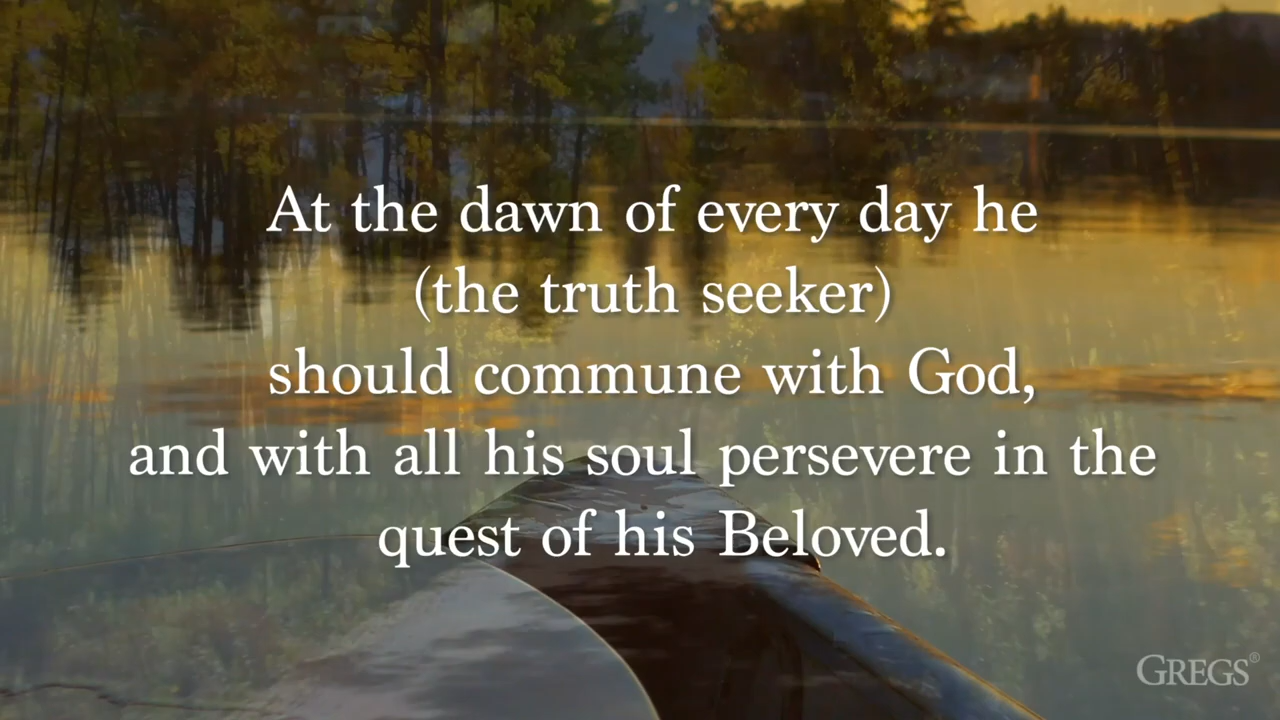 At the dawn of every day he
(the truth seeker)
should commune with God,
and with all his soul persevere in the
quest of his Beloved.
GREGS®